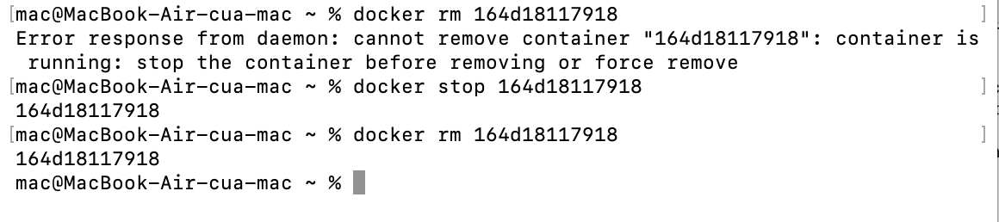 [mac@MacBook-Air-cua-mac ~ % docker rm 164d18117918 ]
Error response from daemon: cannot remove container "164d18117918": container is
running: stop the container before removing or force remove
[mac@MacBook-Air-cua-mac ~ % docker stop 164d18117918 ]
164d18117918
[mac@MacBook-Air-cua-mac ~ % docker rm 164d18117918 ]
164d18117918
mac@MacBook-Air-cua-mac ~ %